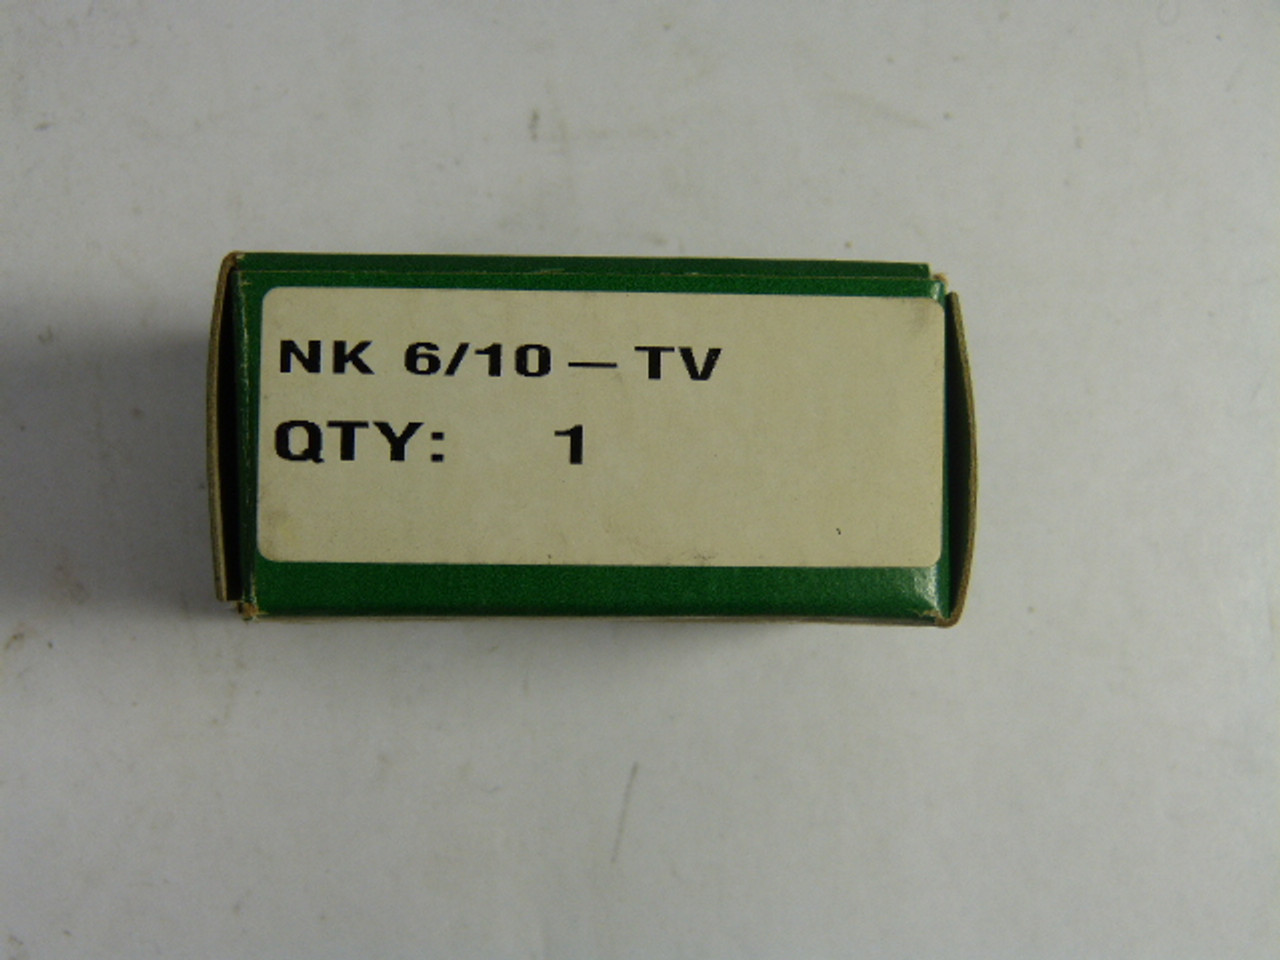 NK 6/10 — TV
QTY: 1